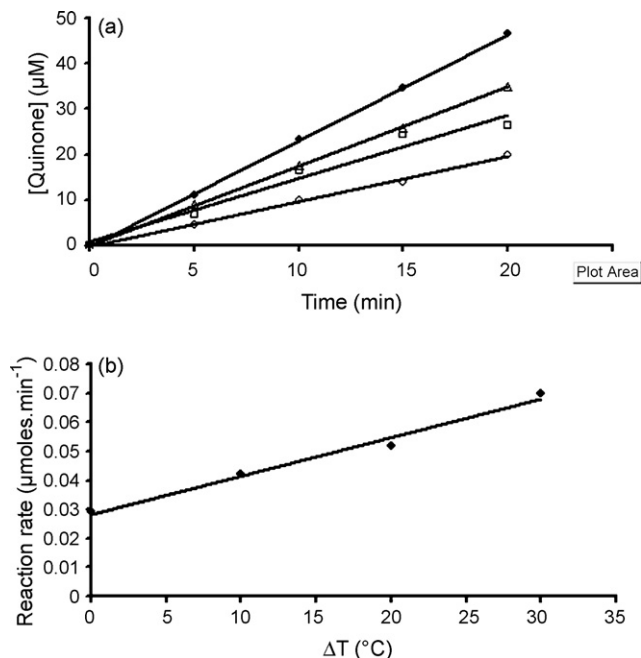 (a)
50
40
30
20
10
0
[Quinone] (μM)
0 5 10 15 20
Time (min)
Plot Area
(b)
0.08
0.07
0.06
0.05
0.04
0.03
0.02
0.01
0
Reaction rate (μmoles.min⁻¹)
0 5 10 15 20 25 30 35
ΔT (°C)